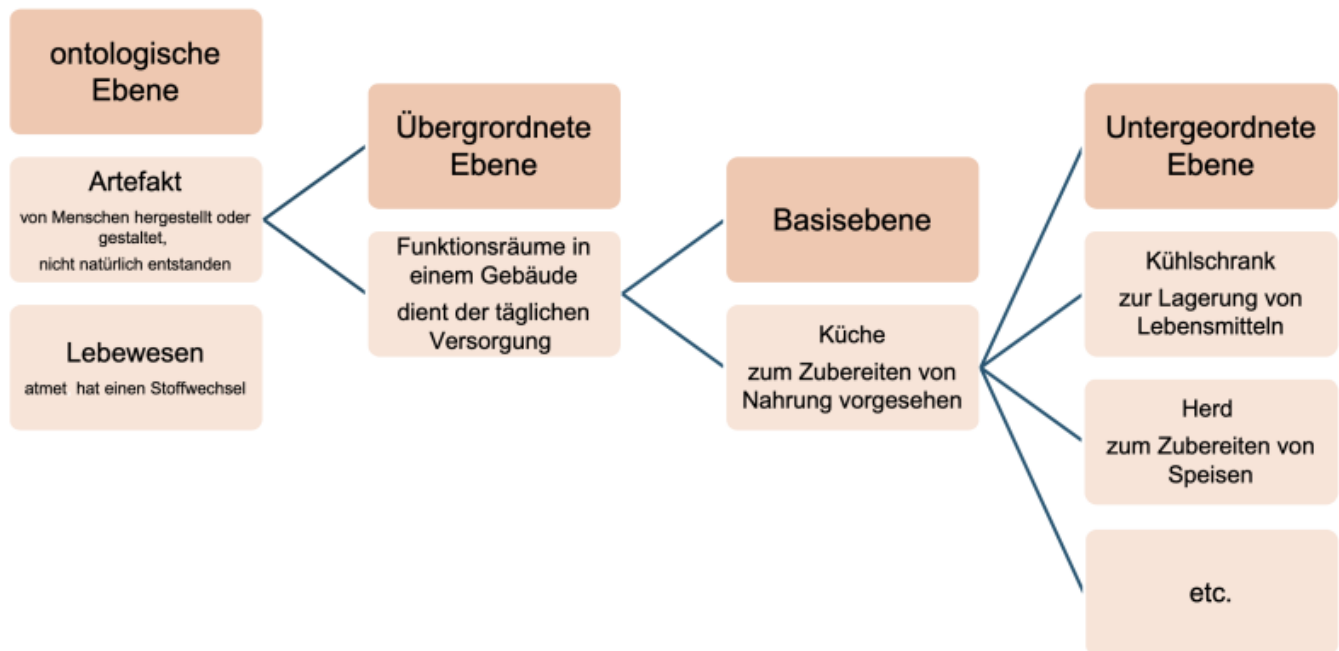 ontologische
Ebene
Artefakt
von Menschen hergestellt oder
gestaltet,
nicht natürlich entstanden
Lebewesen
atmet  hat einen Stoffwechsel
Übergrordnete
Ebene
Funktionsräume in
einem Gebäude
dient der täglichen
Versorgung
Basisebene
Küche
zum Zubereiten von
Nahrung vorgesehen
Untergeordnete
Ebene
Kühlschrank
zur Lagerung von
Lebensmitteln
Herd
zum Zubereiten von
Speisen
etc.